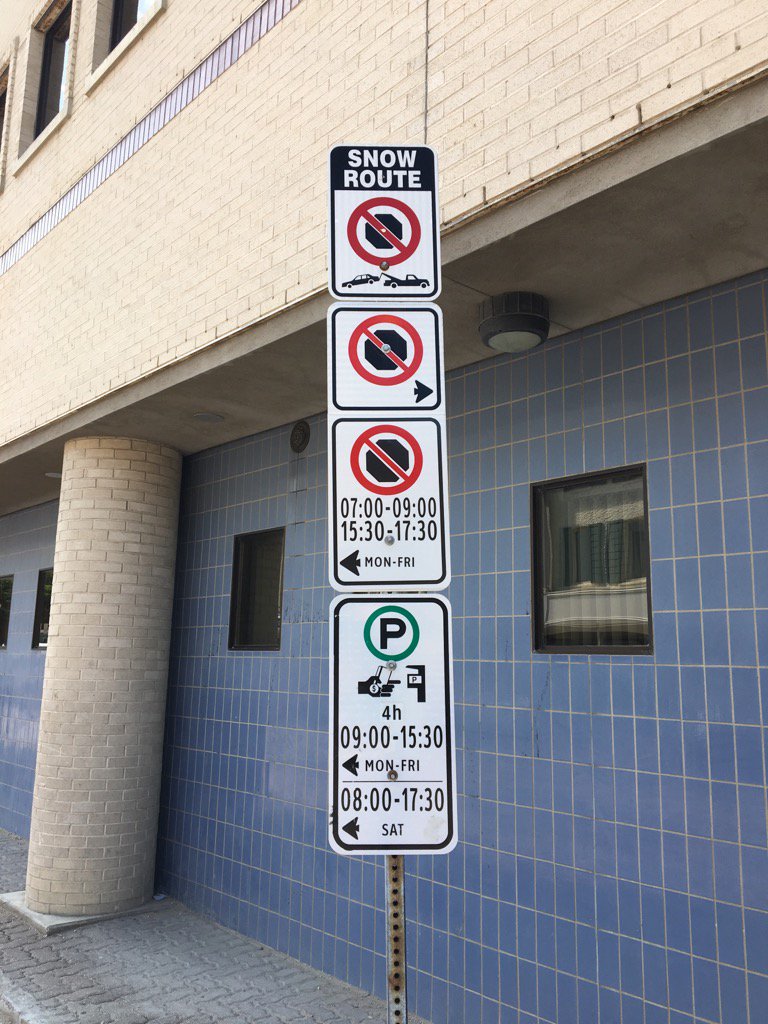 SNOW
ROUTE
07:00-09:00
15:30-17:30
MON-FRI
P
P
$
4h
09:00-15:30
MON-FRI
08:00-17:30
SAT